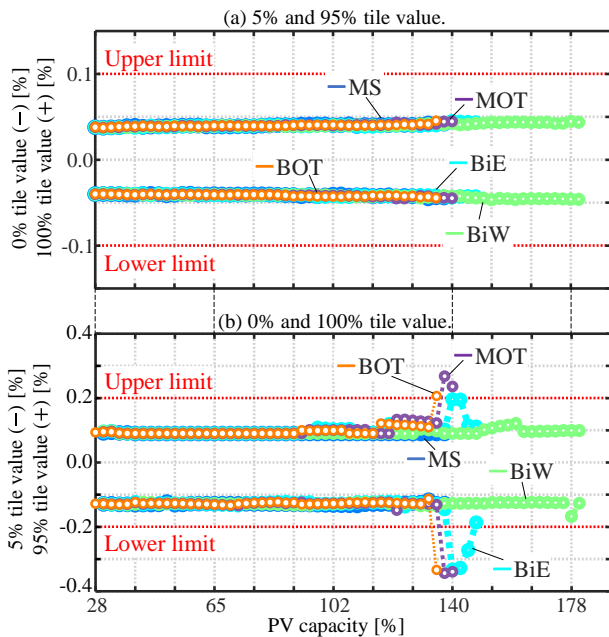 (a) 5% and 95% tile value.
0% tile value (−) [%]
100% tile value (+) [%]
0.1
0.0
-0.1
Upper limit
MS
MOT
BOT
BiE
BiW
Lower limit
(b) 0% and 100% tile value.
5% tile value (−) [%]
95% tile value (+) [%]
0.4
0.2
0.0
-0.2
-0.4
Upper limit
BOT
MOT
MS
BiW
Lower limit
BiE
28 65 102 140 178
PV capacity [%]